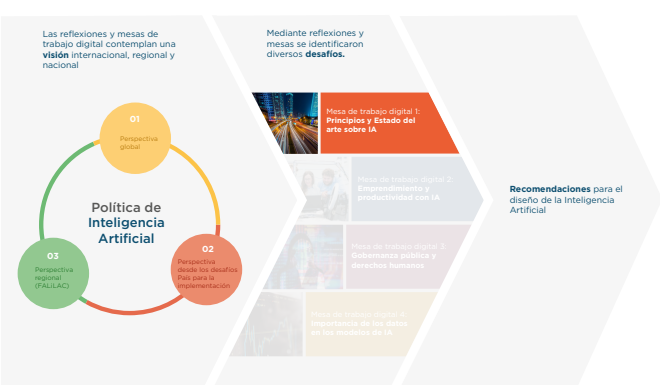 Las reflexiones y mesas de
trabajo digital contemplan una
visión internacional, regional y
nacional
01
Perspectiva
global
Política de
Inteligencia
Artificial
03
Perspectiva
regional
(FALiLAC)
02
Perspectiva
desde los desafíos
País para la
implementación
Mediante reflexiones y
mesas se identificaron
diversos desafíos.
Mesa de trabajo digital 1:
Principios y Estado del
arte sobre IA
Mesa de trabajo digital 2:
Emprendimiento y
productividad con IA
Mesa de trabajo digital 3:
Gobernanza pública y
derechos humanos
Mesa de trabajo digital 4:
Importancia de los datos
en los modelos de IA
Recomendaciones para el
diseño de la Inteligencia
Artificial